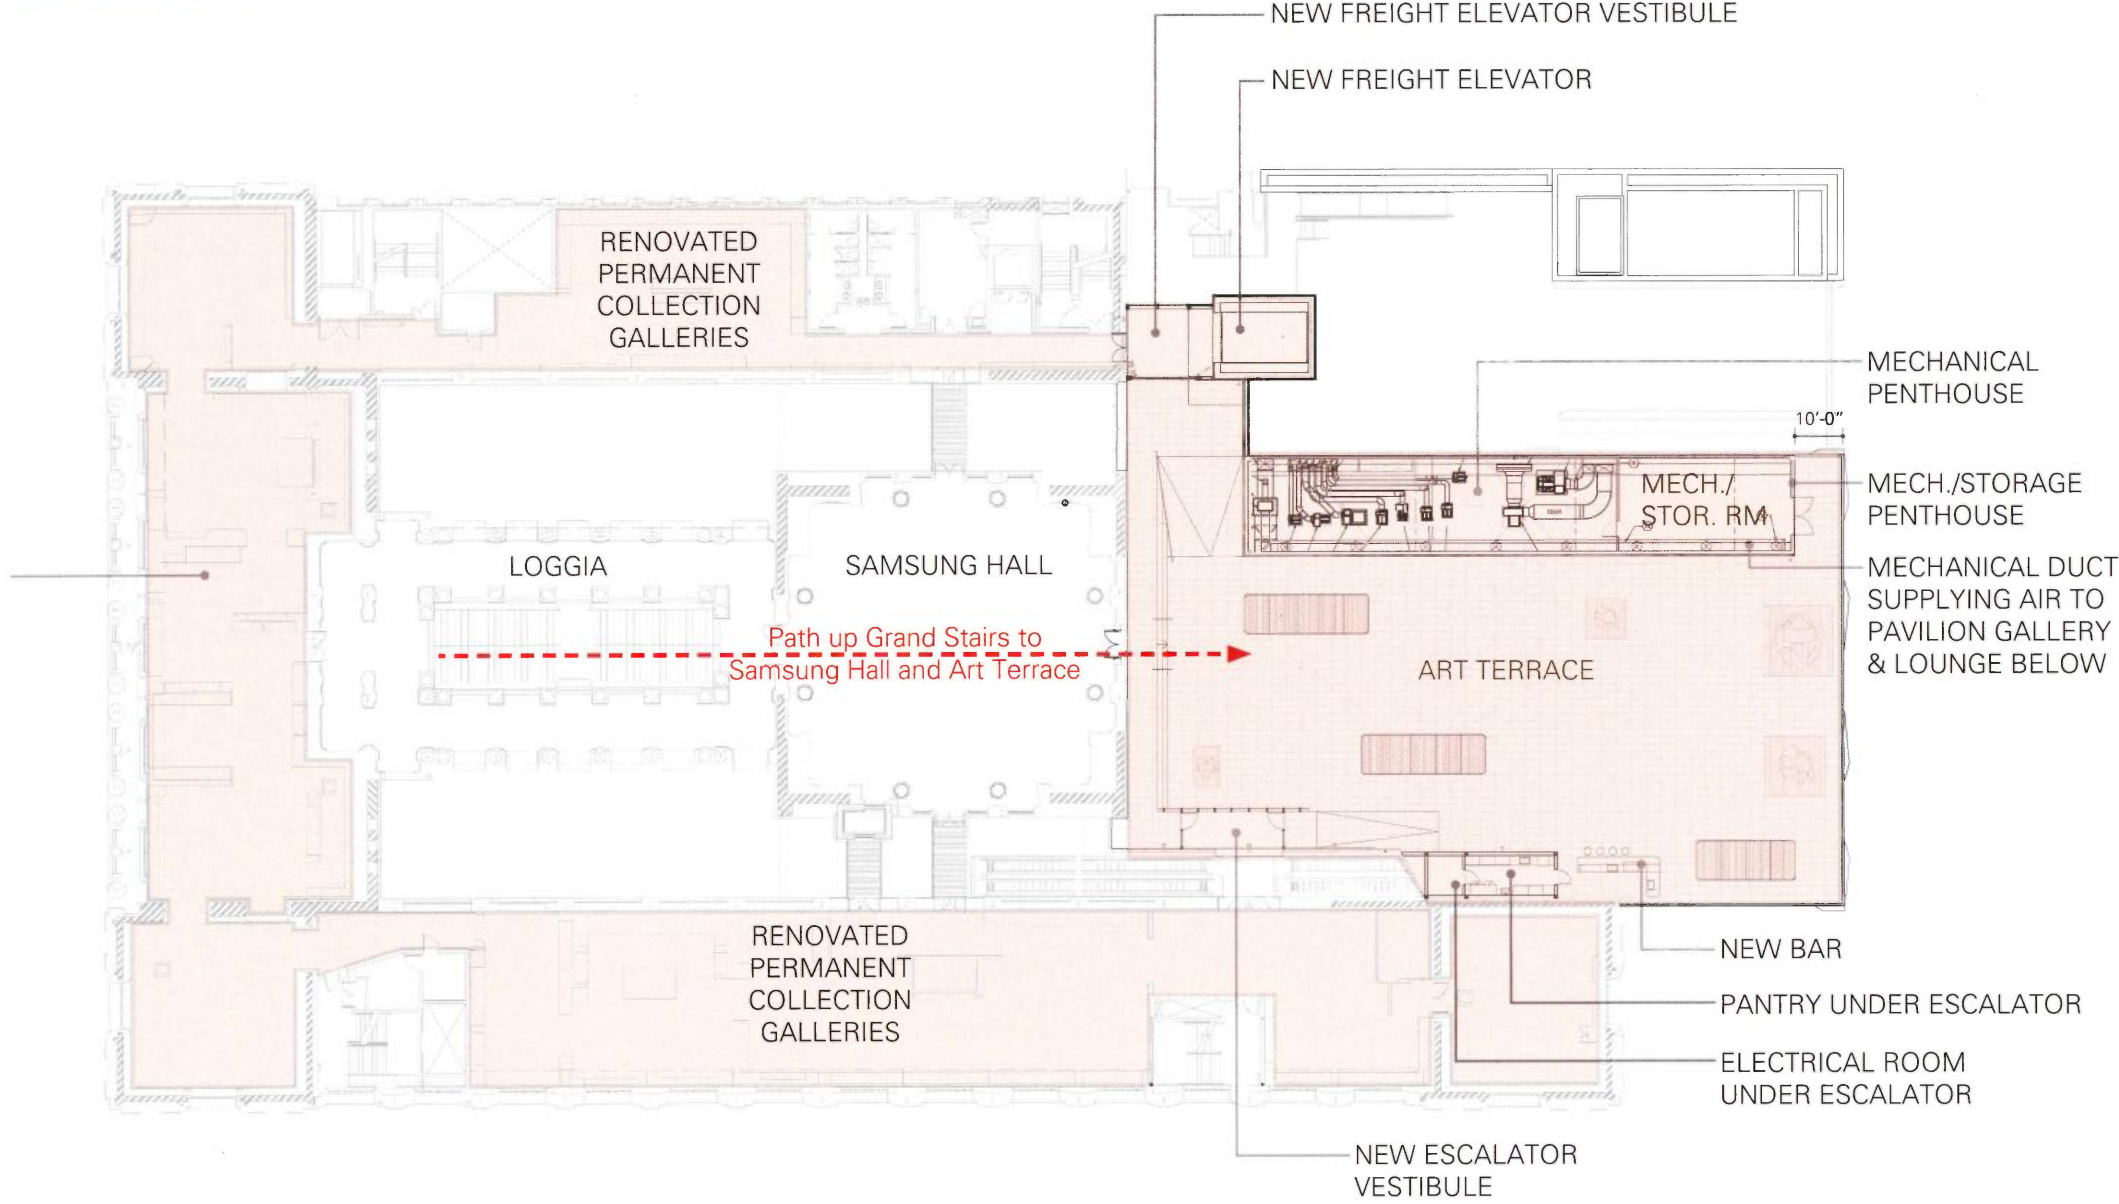 NEW FREIGHT ELEVATOR VESTIBULE
NEW FREIGHT ELEVATOR
RENOVATED
PERMANENT
COLLECTION
GALLERIES
MECHANICAL
PENTHOUSE
10'-0"
MECH./
STOR. RM
MECH./STORAGE
PENTHOUSE
LOGGIA
SAMSUNG HALL
MECHANICAL DUCT
SUPPLYING AIR TO
PAVILION GALLERY
& LOUNGE BELOW
Path up Grand Stairs to
Samsung Hall and Art Terrace
ART TERRACE
RENOVATED
PERMANENT
COLLECTION
GALLERIES
NEW BAR
PANTRY UNDER ESCALATOR
ELECTRICAL ROOM
UNDER ESCALATOR
NEW ESCALATOR
VESTIBULE